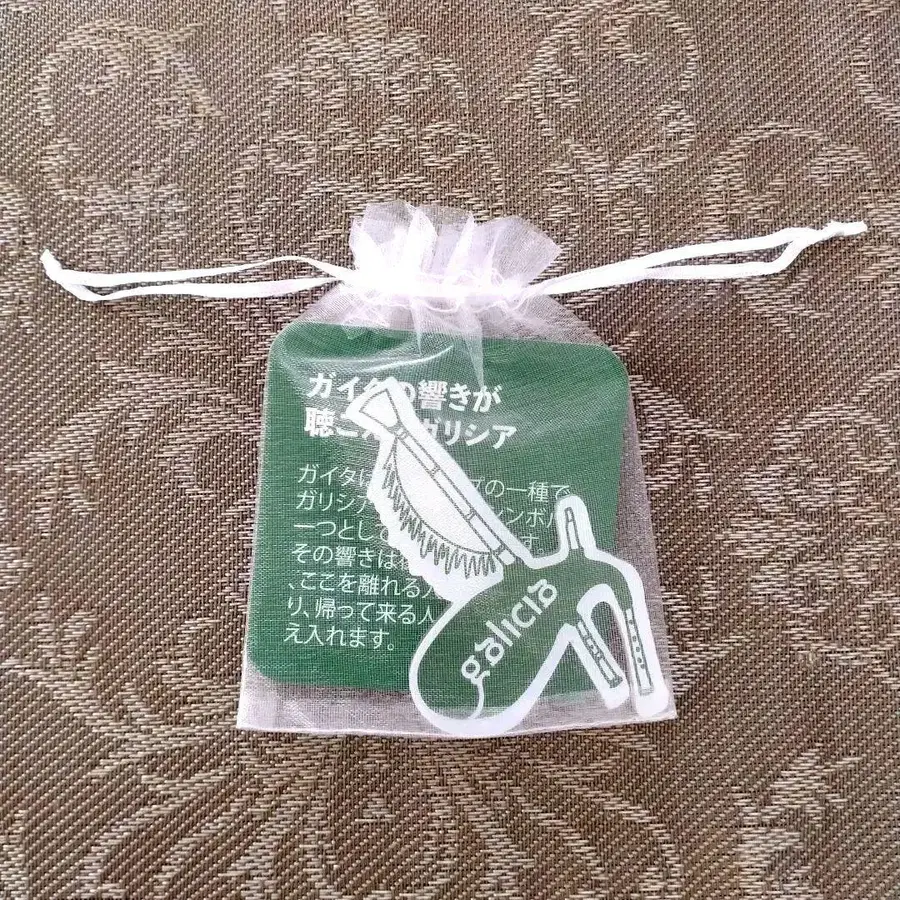 ガイタの響きが
聴こ ガリシア
ガイタは の一種で
ガリシア ンボル
一つとして す
その響きは
、ここを離れる
り、帰って来る人
え入れます。
galicia